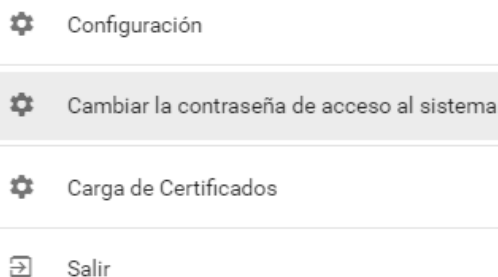 Configuración
Cambiar la contraseña de acceso al sistema
Carga de Certificados
Salir